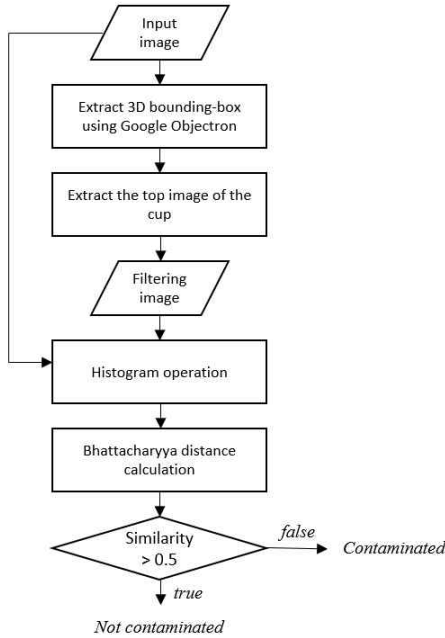 Input
image
Extract 3D bounding-box
using Google Objectron
Extract the top image of the
cup
Filtering
image
Histogram operation
Bhattacharyya distance
calculation
Similarity
> 0.5
false
Contaminated
true
Not contaminated